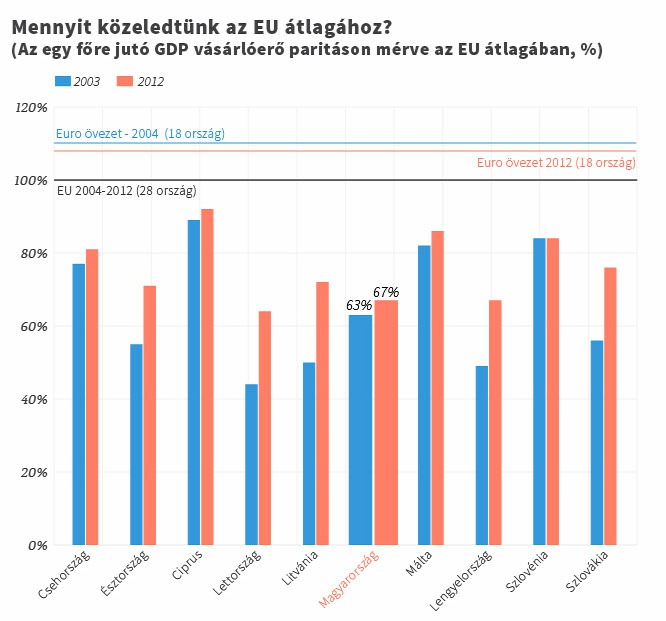 Mennyit közeledtünk az EU átlagához?
(Az egy főre jutó GDP vásárlóerő paritáson mérve az EU átlagában, %)
2003 2012
120%
Euro övezet - 2004 (18 ország)
Euro övezet 2012 (18 ország)
100%
EU 2004-2012 (28 ország)
80%
67%
63%
60%
40%
20%
0%
Csehország
Észtország
Ciprus
Lettország
Litvánia
Magyarország
Málta
Lengyelország
Szlovénia
Szlovákia